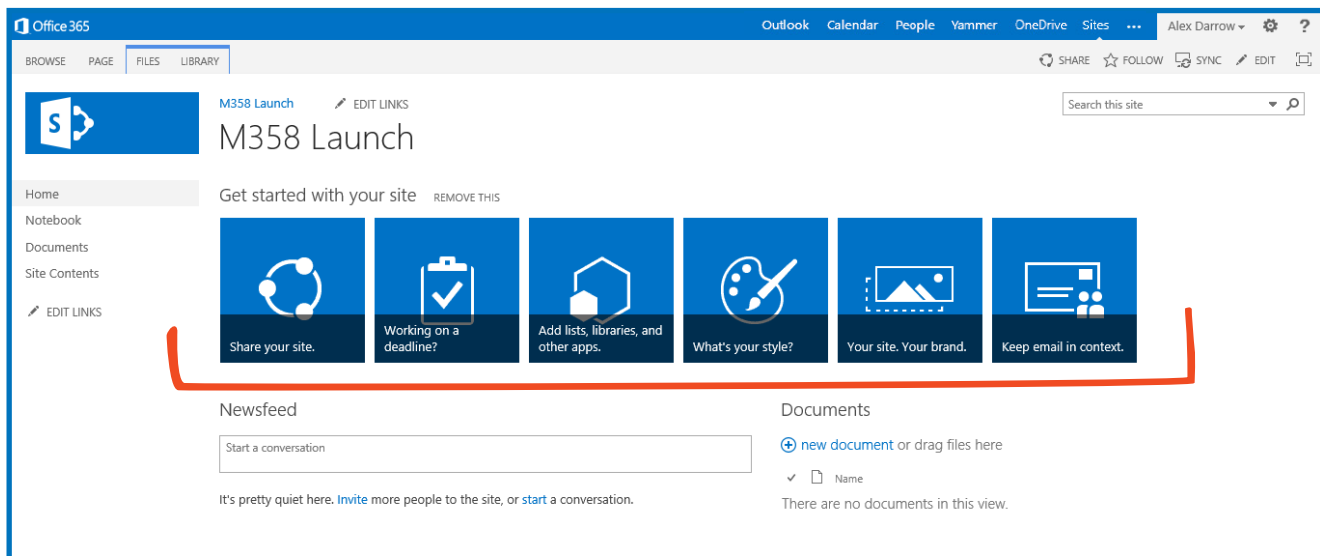 Office 365
Outlook Calendar People Yammer OneDrive Sites ... Alex Darrow ?
BROWSE PAGE FILES LIBRARY
SHARE FOLLOW SYNC EDIT
S
M358 Launch EDIT LINKS
Search this site
M358 Launch
Home
Notebook
Documents
Site Contents
EDIT LINKS
Get started with your site REMOVE THIS
Share your site.
Working on a
deadline?
Add lists, libraries, and
other apps.
What's your style?
Your site. Your brand.
Keep email in context.
Newsfeed
Start a conversation
It's pretty quiet here. Invite more people to the site, or start a conversation.
Documents
new document or drag files here
Name
There are no documents in this view.